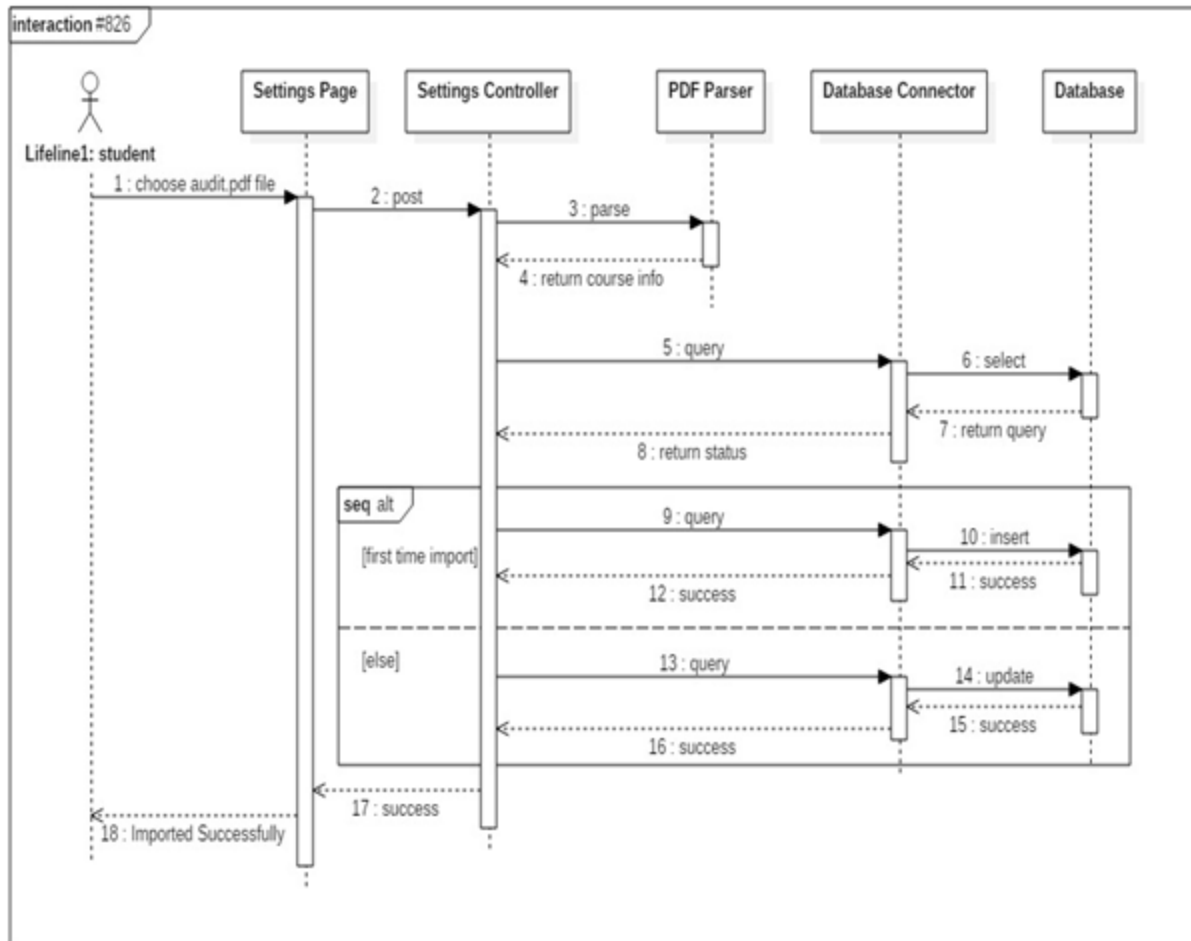 interaction #826
Settings Page
Settings Controller
PDF Parser
Database Connector
Database
Lifeline1: student
1 : choose audit.pdf file
2 : post
3 : parse
4 : return course info
5 : query
6 : select
7 : return query
8 : return status
seq alt
9 : query
10 : insert
[first time import]
11 : success
12 : success
[else]
13 : query
14 : update
15 : success
16 : success
17 : success
18 : Imported Successfully